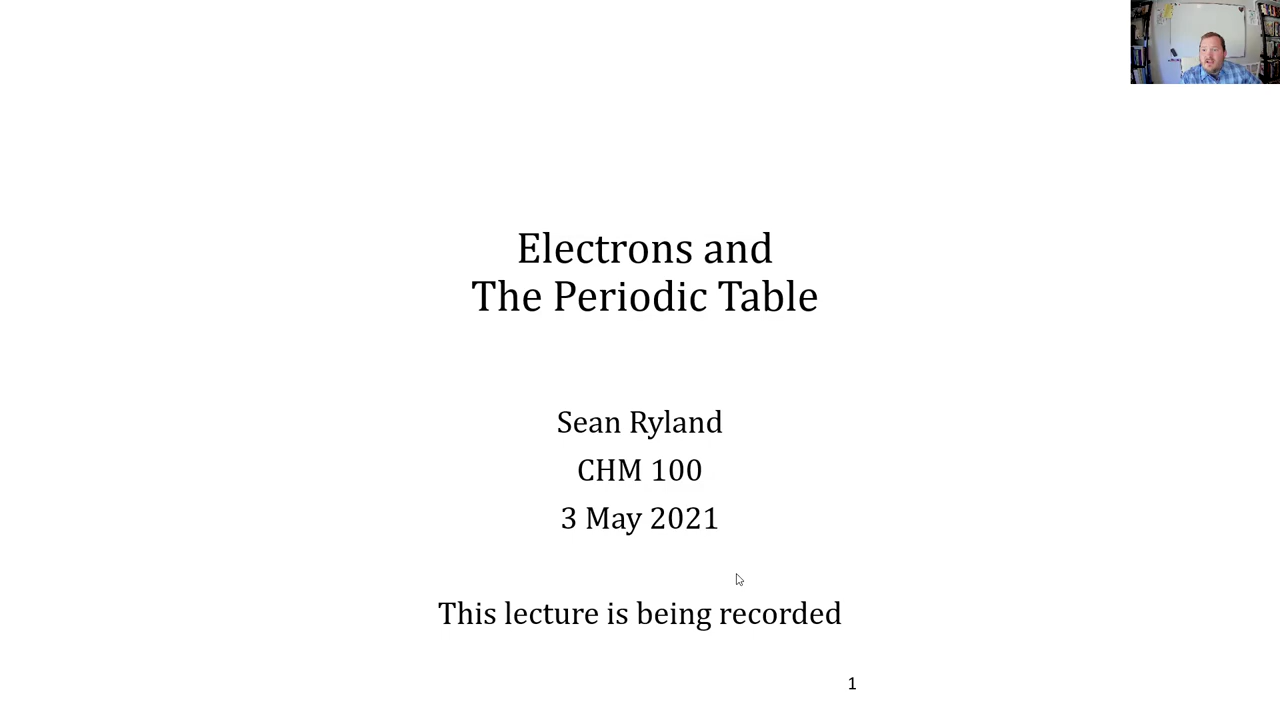 Electrons and
The Periodic Table
Sean Ryland
CHM 100
3 May 2021
This lecture is being recorded
1